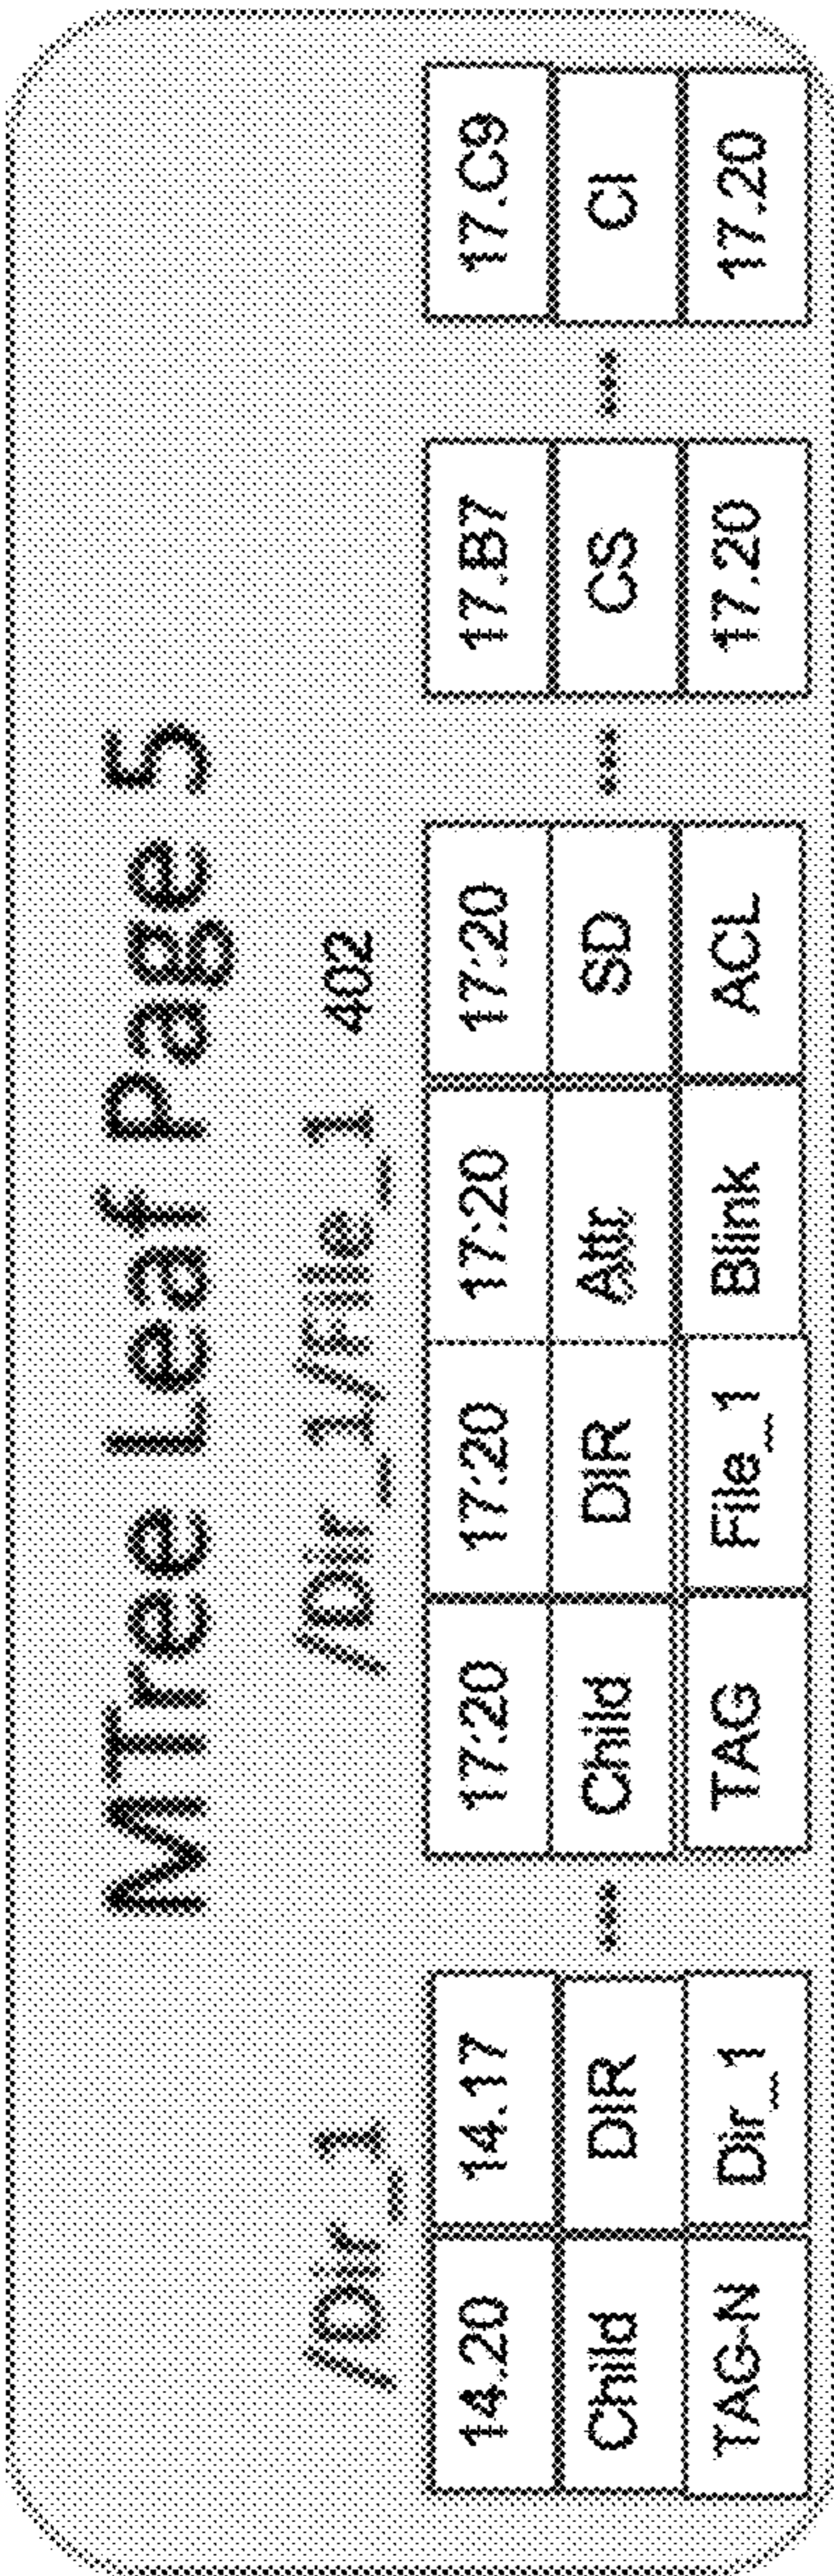 MTree Leaf Page 5
/Dir_1 /Dir_1/File_1 402
14.20 14.17 17:20 17:20 17:20 17:20 17.B7 17.C9
Child DIR ... Child DIR Attr SD ... CS ... CI
TAG-N Dir_1 TAG File_1 Blink ACL 17.20 17.20